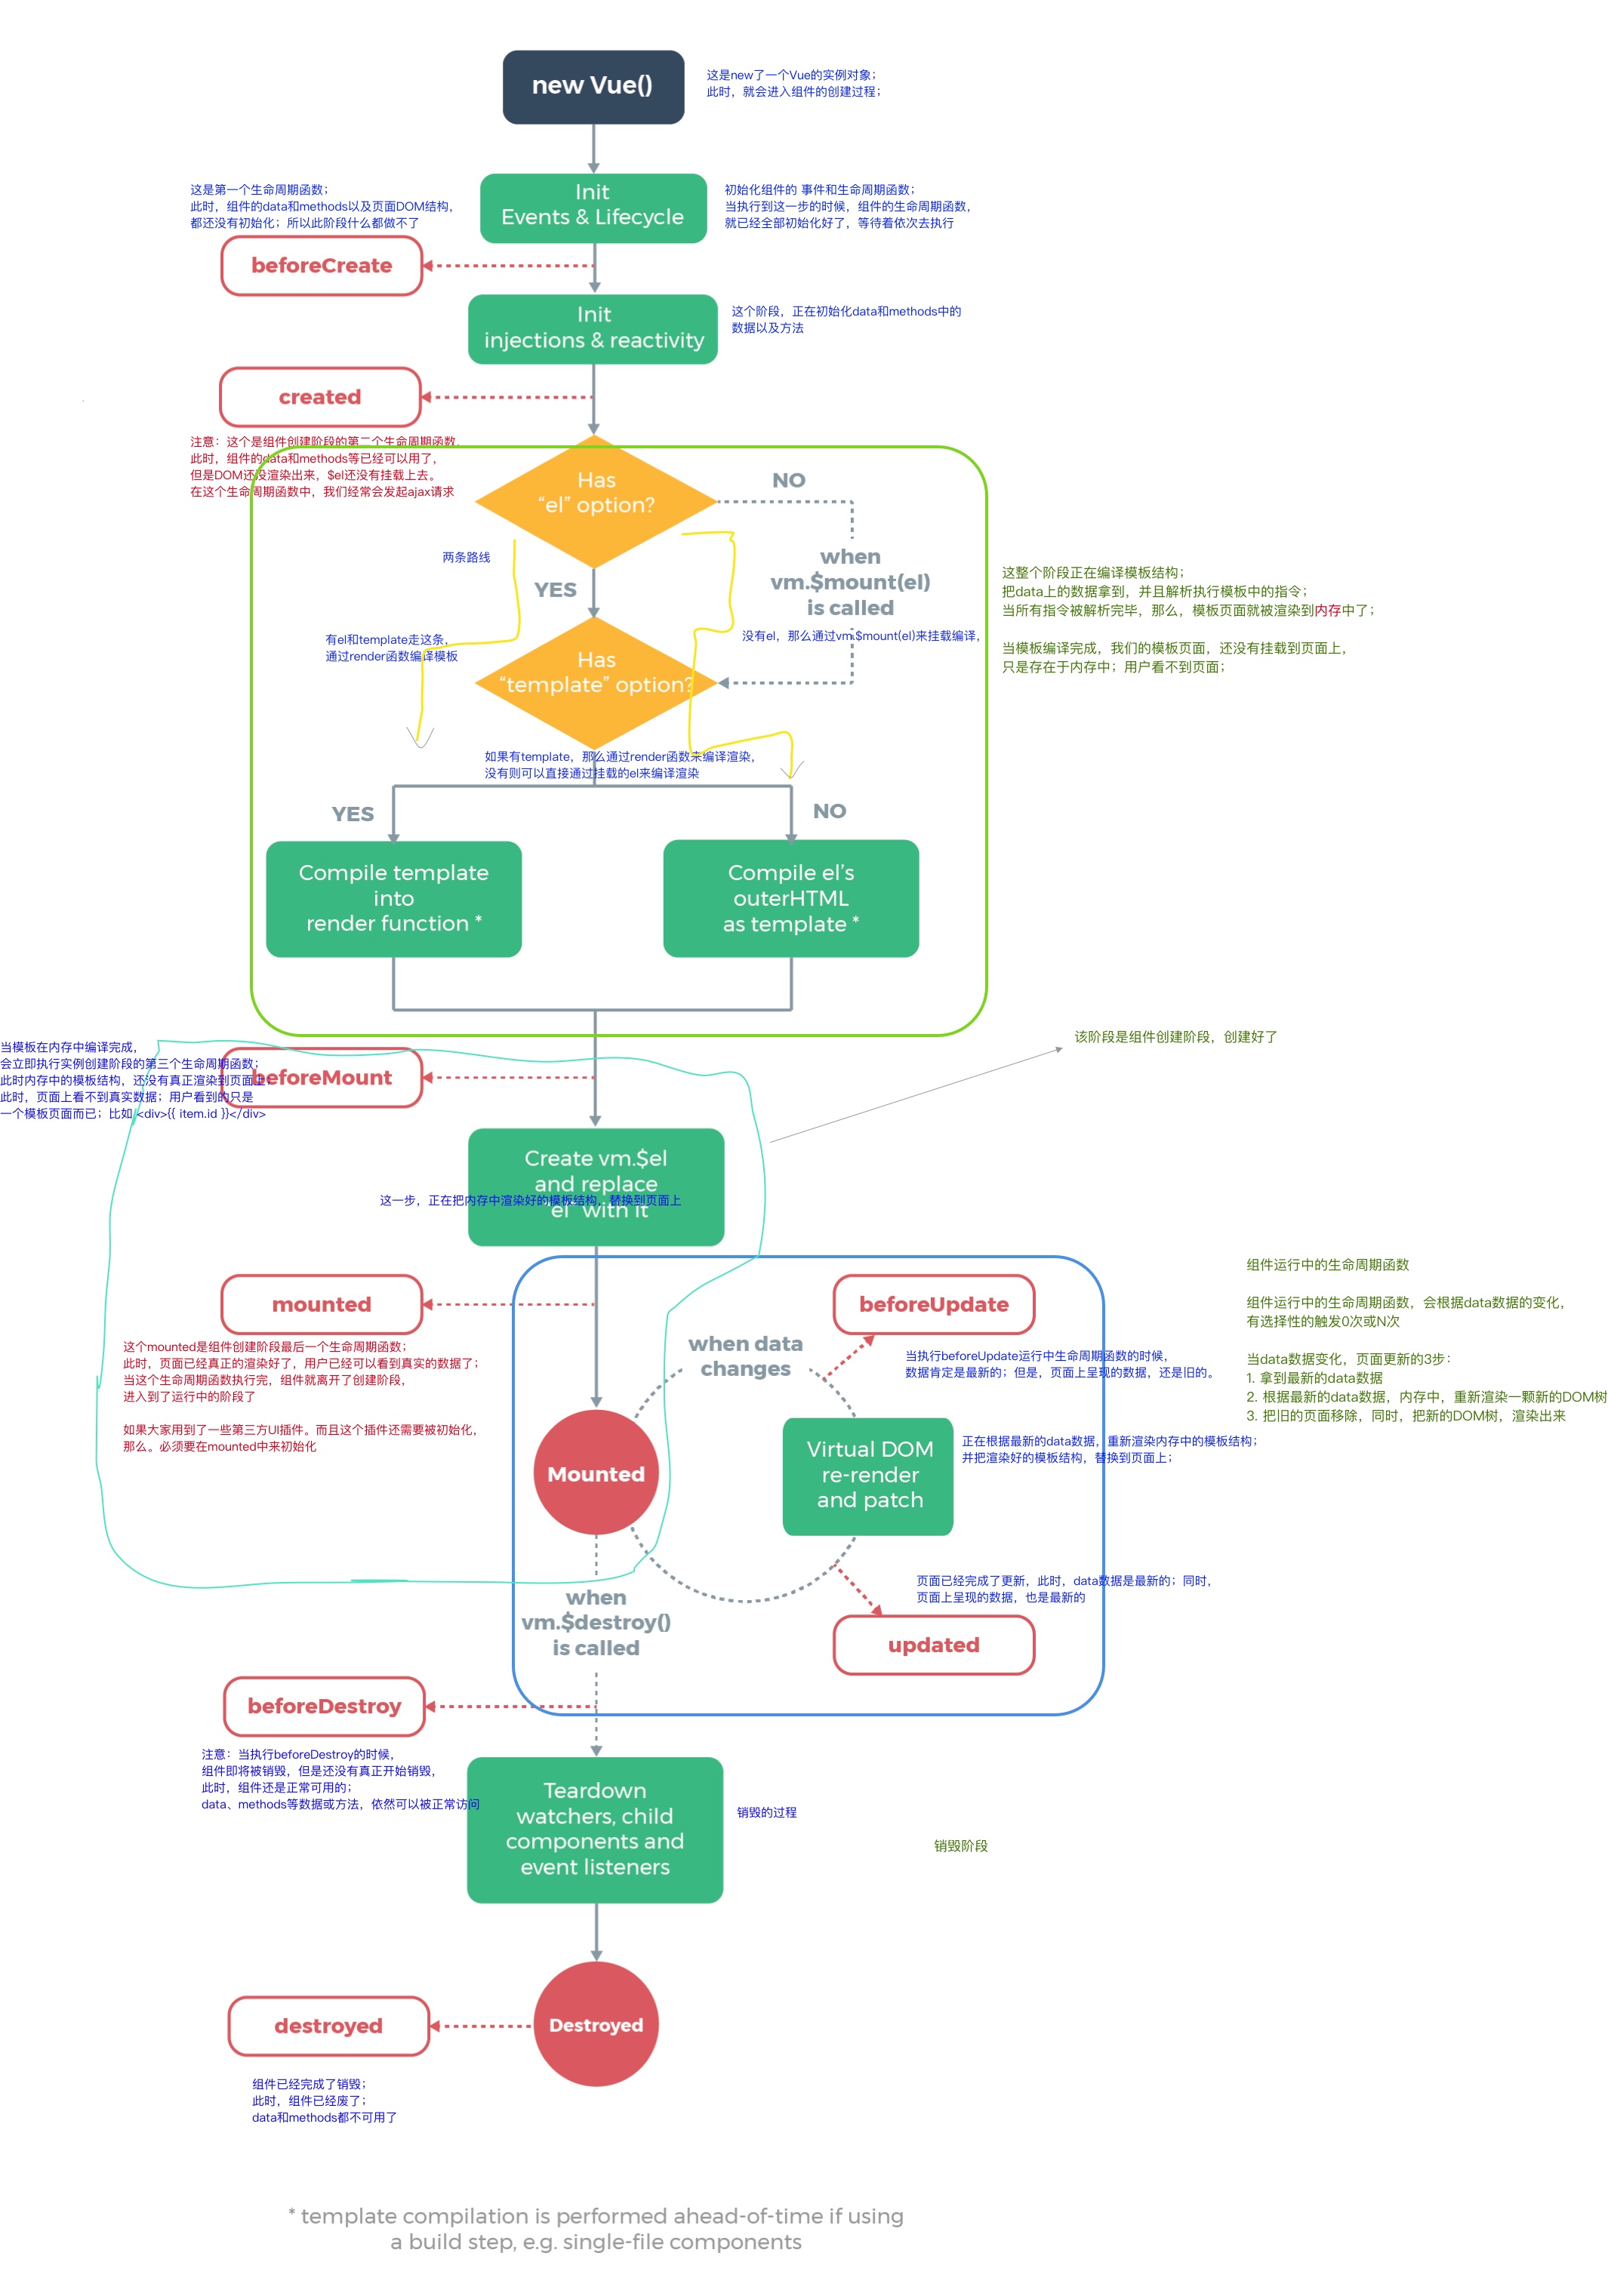 new Vue()
这是new了一个Vue的实例对象；
此时，就会进入组件的创建过程；
这是第一个生命周期函数；
此时，组件的data和methods以及页面DOM结构，
都还没有初始化；所以此阶段什么都做不了
Init
Events & Lifecycle
初始化组件的 事件和生命周期函数；
当执行到这一步的时候，组件的生命周期函数，
就已经全部初始化好了，等待着依次去执行
beforeCreate
Init
injections & reactivity
这个阶段，正在初始化data和methods中的
数据以及方法
created
注意：这个是组件创建阶段的第二个生命周期函数，
此时，组件的data和methods等已经可以用了，
但是DOM还没渲染出来，$el还没有挂载上去。
在这个生命周期函数中，我们经常会发起ajax请求
Has
“el” option?
NO
两条路线
YES
when
vm.$mount(el)
is called
没有el，那么通过vm.$mount(el)来挂载编译，
有el和template走这条，
通过render函数编译模板
Has
“template” option?
这整个阶段正在编译模板结构；
把data上的数据拿到，并且解析执行模板中的指令；
当所有指令被解析完毕，那么，模板页面就被渲染到内存中了；
当模板编译完成，我们的模板页面，还没有挂载到页面上，
只是存在于内存中；用户看不到页面；
如果有template，那么通过render函数来编译渲染，
没有则可以直接通过挂载的el来编译渲染
YES
NO
Compile template
into
render function *
Compile el’s
outerHTML
as template *
该阶段是组件创建阶段，创建好了
当模板在内存中编译完成，
会立即执行实例创建阶段的第三个生命周期函数；
此时内存中的模板结构，还没有真正渲染到页面上；
此时，页面上看不到真实数据；用户看到的只是
一个模板页面而已；比如 <div>{{ item.id }}</div>
beforeMount
Create vm.$el
and replace
“el” with it
这一步，正在把内存中渲染好的模板结构，替换到页面上
mounted
这个mounted是组件创建阶段最后一个生命周期函数；
此时，页面已经真正的渲染好了，用户已经可以看到真实的数据了；
当这个生命周期函数执行完，组件就离开了创建阶段，
进入到了运行中的阶段了
如果大家用到了一些第三方UI插件。而且这个插件还需要被初始化，
那么。必须要在mounted中来初始化
Mounted
when data
changes
beforeUpdate
当执行beforeUpdate运行中生命周期函数的时候，
数据肯定是最新的；但是，页面上呈现的数据，还是旧的。
组件运行中的生命周期函数
组件运行中的生命周期函数，会根据data数据的变化，
有选择性的触发0次或N次
当data数据变化，页面更新的3步：
1. 拿到最新的data数据
2. 根据最新的data数据，内存中，重新渲染一颗新的DOM树
3. 把旧的页面移除，同时，把新的DOM树，渲染出来
Virtual DOM
re-render
and patch
正在根据最新的data数据，重新渲染内存中的模板结构；
并把渲染好的模板结构，替换到页面上；
页面已经完成了更新，此时，data数据是最新的；同时，
页面上呈现的数据，也是最新的
updated
when
vm.$destroy()
is called
beforeDestroy
注意：当执行beforeDestroy的时候，
组件即将被销毁，但是还没有真正开始销毁，
此时，组件还是正常可用的；
data、methods等数据或方法，依然可以被正常访问
Teardown
watchers, child
components and
event listeners
销毁的过程
销毁阶段
destroyed
Destroyed
组件已经完成了销毁；
此时，组件已经废了；
data和methods都不可用了
* template compilation is performed ahead-of-time if using
a build step, e.g. single-file components